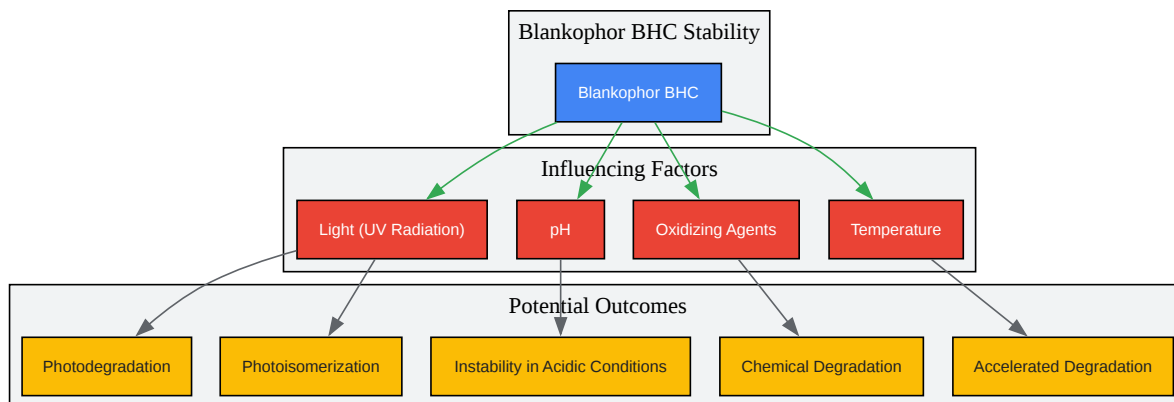 Blankophor BHC Stability
Blankophor BHC
Influencing Factors
Light (UV Radiation)
pH
Oxidizing Agents
Temperature
Potential Outcomes
Photodegradation
Photoisomerization
Instability in Acidic Conditions
Chemical Degradation
Accelerated Degradation